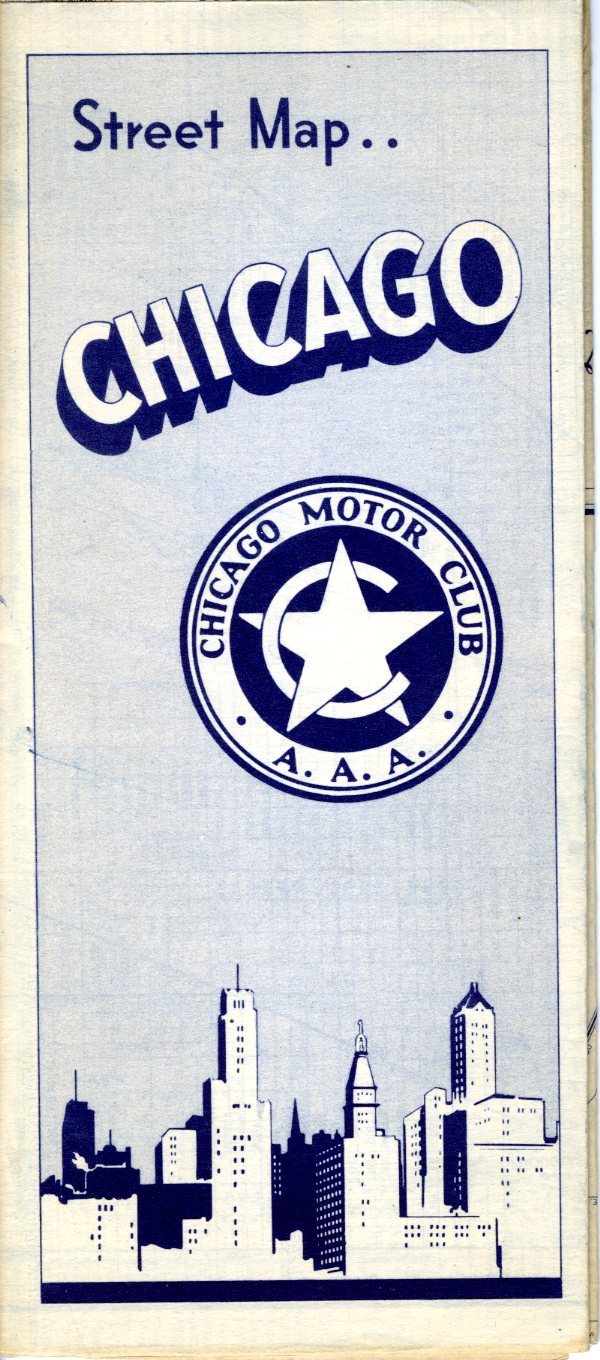 Street Map..
CHICAGO
CHICAGO MOTOR CLUB
• A.A.A. •